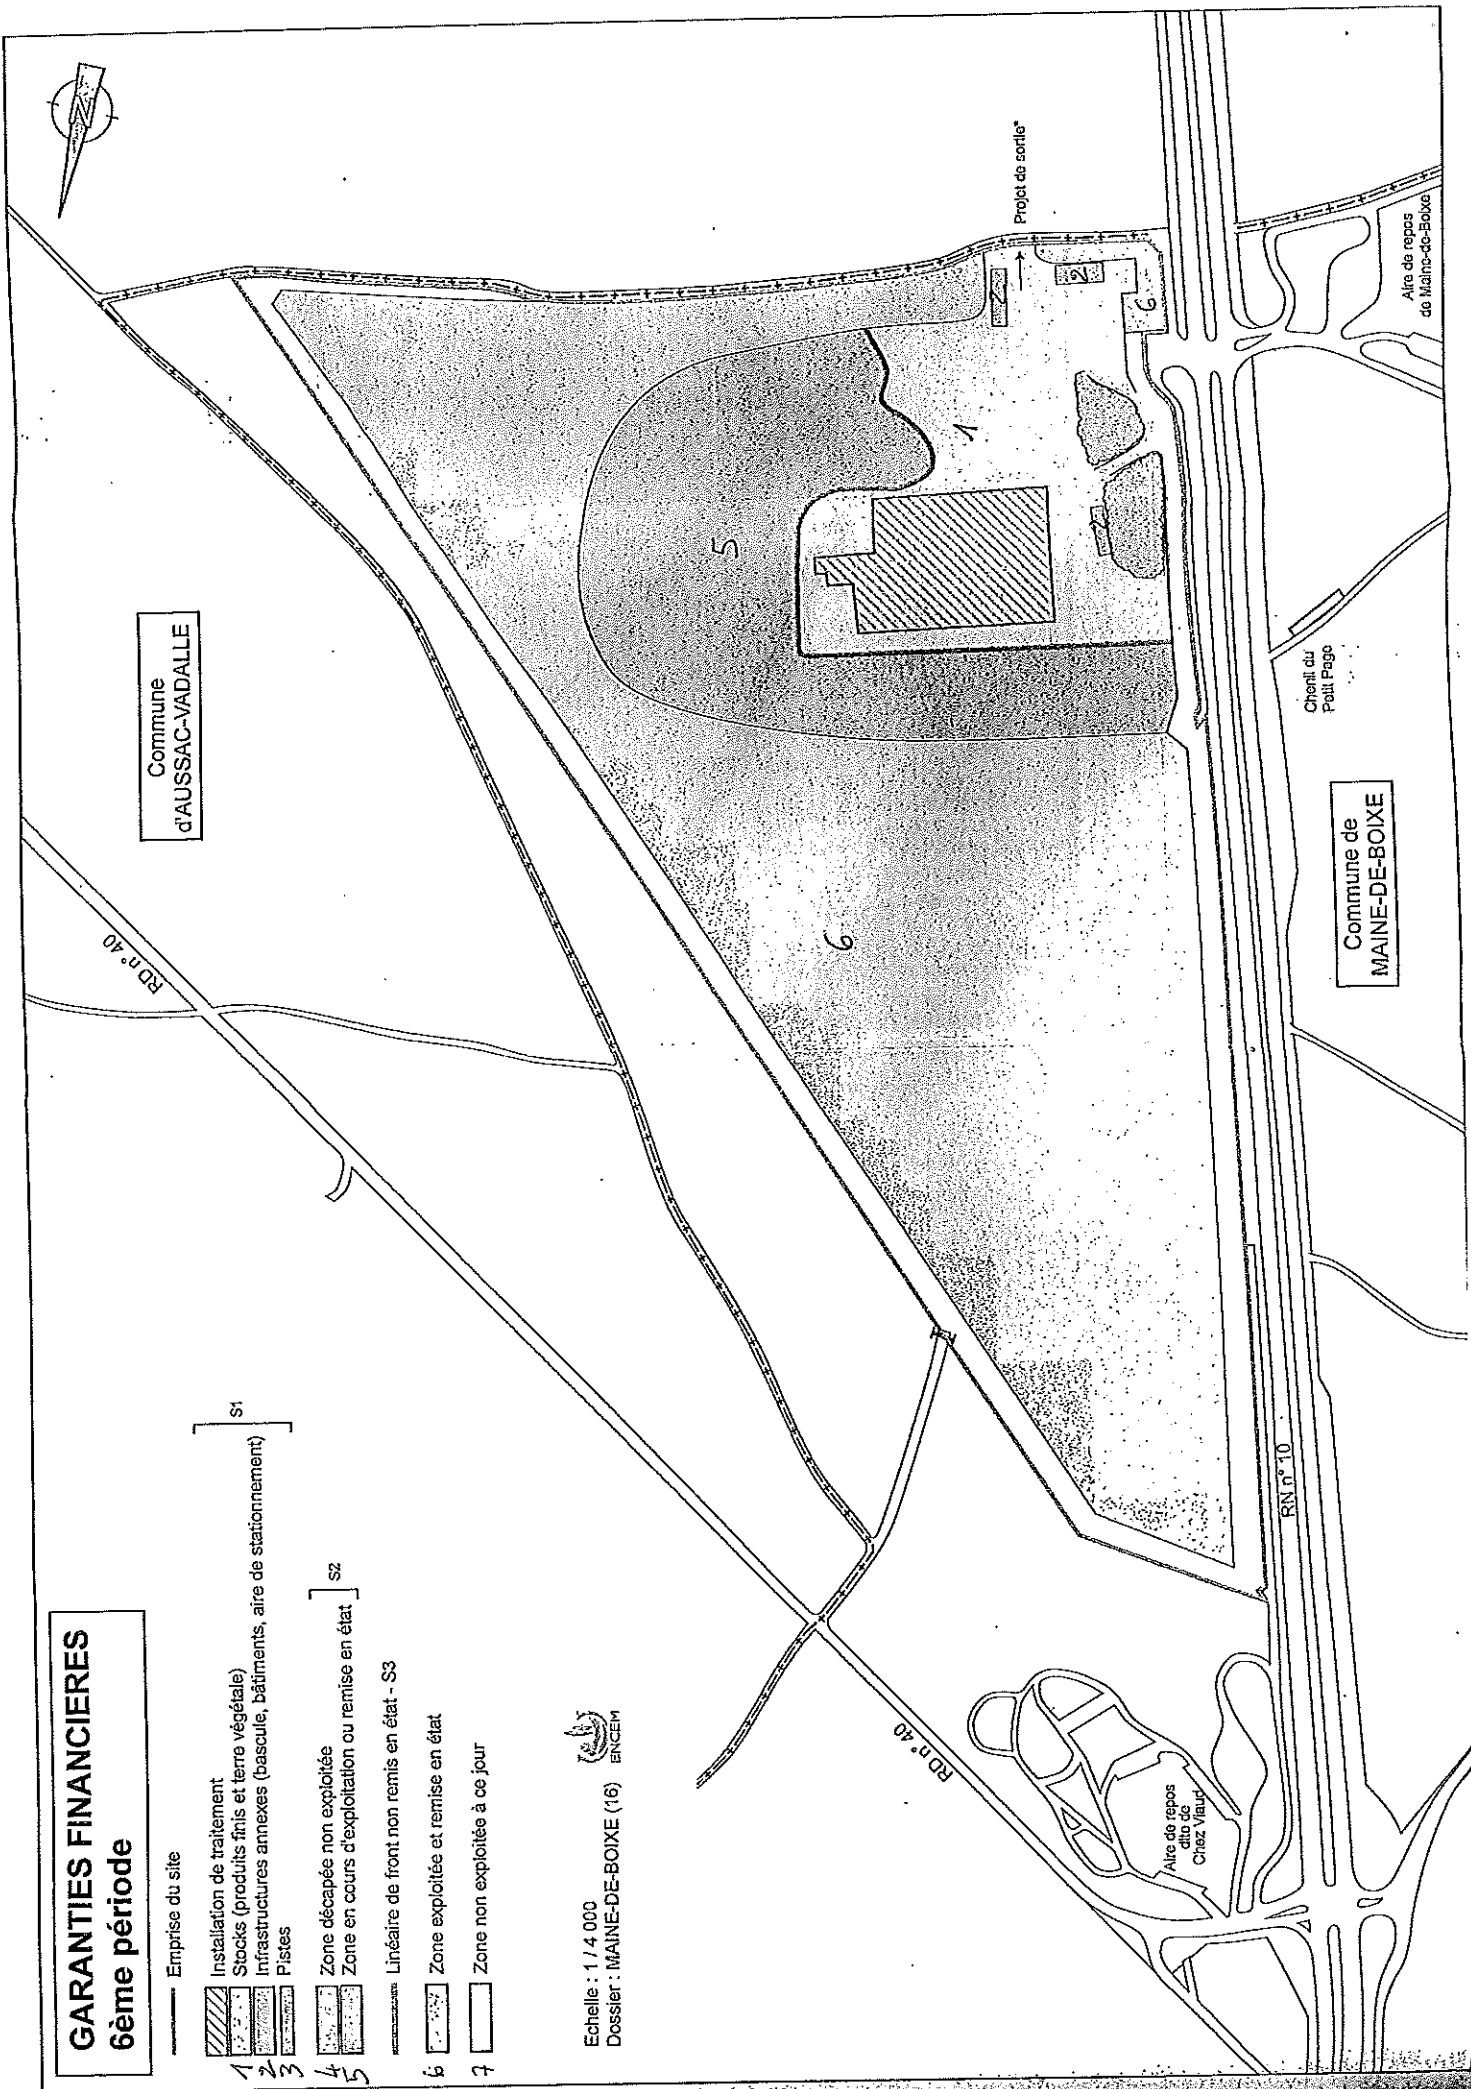 GARANTIES FINANCIERES
6ème période
Emprise du site
Installation de traitement
1 Stocks (produits finis et terre végétale)
2 Infrastructures annexes (bascule, bâtiments, aire de stationnement)
3 Pistes
S1
4 Zone décapée non exploitée
5 Zone en cours d'exploitation ou remise en état
S2
Linéaire de front non remis en état - S3
6 Zone exploitée et remise en état
7 Zone non exploitée à ce jour
Echelle : 1 / 4 000
Dossier : MAINE-DE-BOIXE (16)
ENCEM
Commune
d'AUSSAC-VADALLE
RD n° 40
RD n° 40
Aire de repos
dite de
Chez Viaud
RN n° 10
Commune de
MAINE-DE-BOIXE
Chenil du
Petit Page
Aire de repos
de Maine-de-Boixe
Projet de sortie*
N
6
5
1
2
2
2
6